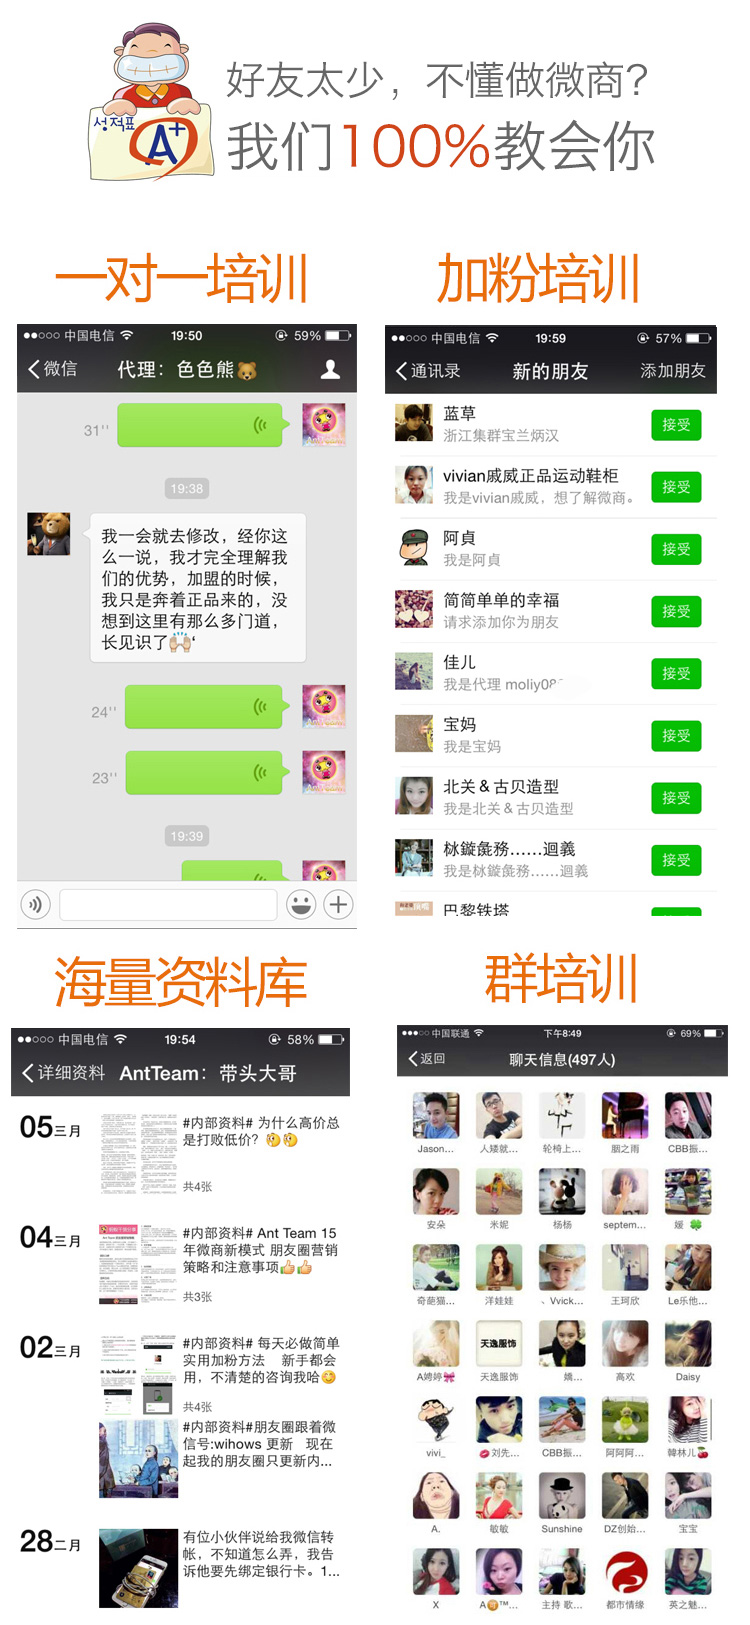 好友太少，不懂做微商？
我们100%教会你
성적표
A+
一对一培训
加粉培训
中国电信
19:50
59%
微信
代理：色色熊
31''
19:38
我一会就去修改，经你这
么一说，我才完全理解我
们的优势，加盟的时候，
我只是奔着正品来的，没
想到这里有那么多门道，
长见识了
24''
23''
19:39
中国电信
19:59
57%
通讯录
新的朋友
添加朋友
蓝草
浙江集群宝兰炳汉
接受
vivian戚威正品运动鞋柜
我是vivian戚威，想了解微商。
接受
阿貞
我是阿貞
接受
简简单单的幸福
请求添加你为朋友
接受
佳儿
我是代理 moliy08
接受
宝妈
我是宝妈
接受
北关＆古贝造型
我是北关＆古贝造型
接受
接受
巴黎铁塔
海量资料库
群培训
中国电信
19:54
58%
详细资料
AntTeam：带头大哥
05三月
#内部资料# 为什么高价总
是打败低价？
共4张
04三月
#内部资料# Ant Team 15
年微商新模式 朋友圈营销
策略和注意事项
共3张
02三月
#内部资料# 每天必做简单
实用加粉方法 新手都会
用，不清楚的咨询我哈
共4张
#内部资料#朋友圈跟着微
信号:wihows 更新 现在
起我的朋友圈只更新内...
28二月
有位小伙伴说给我微信转
帐，不知道怎么弄，我告
诉他要先绑定银行卡。1...
中国联通
下午8:49
69%
返回
聊天信息(497人)
Jason...
人矮就...
轮椅上...
胭之雨
CBB振...
安朵
米妮
杨杨
septem...
媛
奇葩猫...
洋娃娃
、Vvick...
王珂欣
Le乐他...
天逸服饰
A娉婷
天逸服饰
嬌...
高欢
Daisy
vivi_
刘先...
CBB振...
阿阿阿...
韓林儿
A.
敏敏
Sunshine
DZ创始...
宝宝
X
A™...
主持 歌...
都市情缘
英之魅...